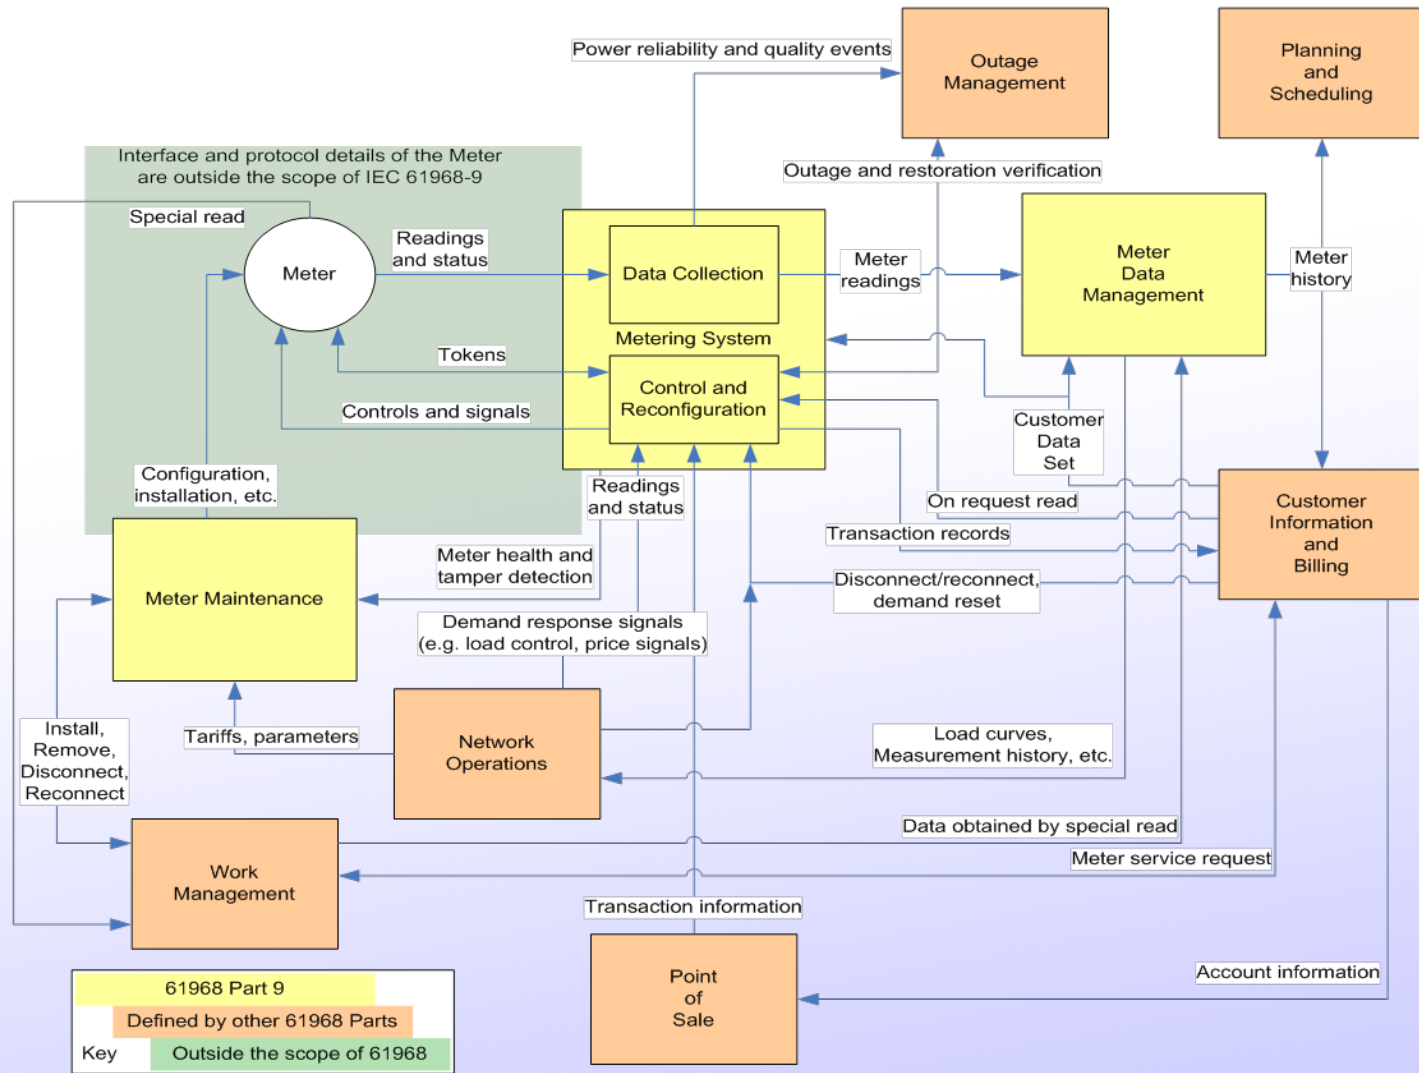 Power reliability and quality events
Outage
Management
Planning
and
Scheduling
Interface and protocol details of the Meter
are outside the scope of IEC 61968-9
Outage and restoration verification
Special read
Readings
and status
Meter
Data Collection
Meter
readings
Meter
Data
Management
Meter
history
Metering System
Tokens
Control and
Reconfiguration
Controls and signals
Customer
Data
Set
Configuration,
installation, etc.
Readings
and status
On request read
Customer
Information
and
Billing
Transaction records
Meter health and
tamper detection
Disconnect/reconnect,
demand reset
Meter Maintenance
Demand response signals
(e.g. load control, price signals)
Install,
Remove,
Disconnect,
Reconnect
Tariffs, parameters
Network
Operations
Load curves,
Measurement history, etc.
Data obtained by special read
Meter service request
Work
Management
Transaction information
Point
of
Sale
Account information
61968 Part 9
Defined by other 61968 Parts
Key
Outside the scope of 61968